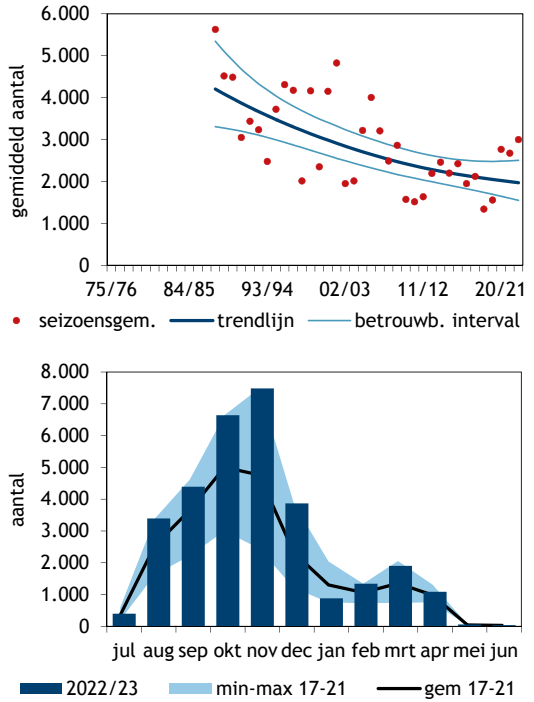 6.000
5.000
4.000
3.000
2.000
1.000
0
gemiddeld aantal
75/76 84/85 93/94 02/03 11/12 20/21
seizoensgem. trendlijn betrouwb. interval
8.000
7.000
6.000
5.000
4.000
3.000
2.000
1.000
0
aantal
jul aug sep okt nov dec jan feb mrt apr mei jun
2022/23 min-max 17-21 gem 17-21